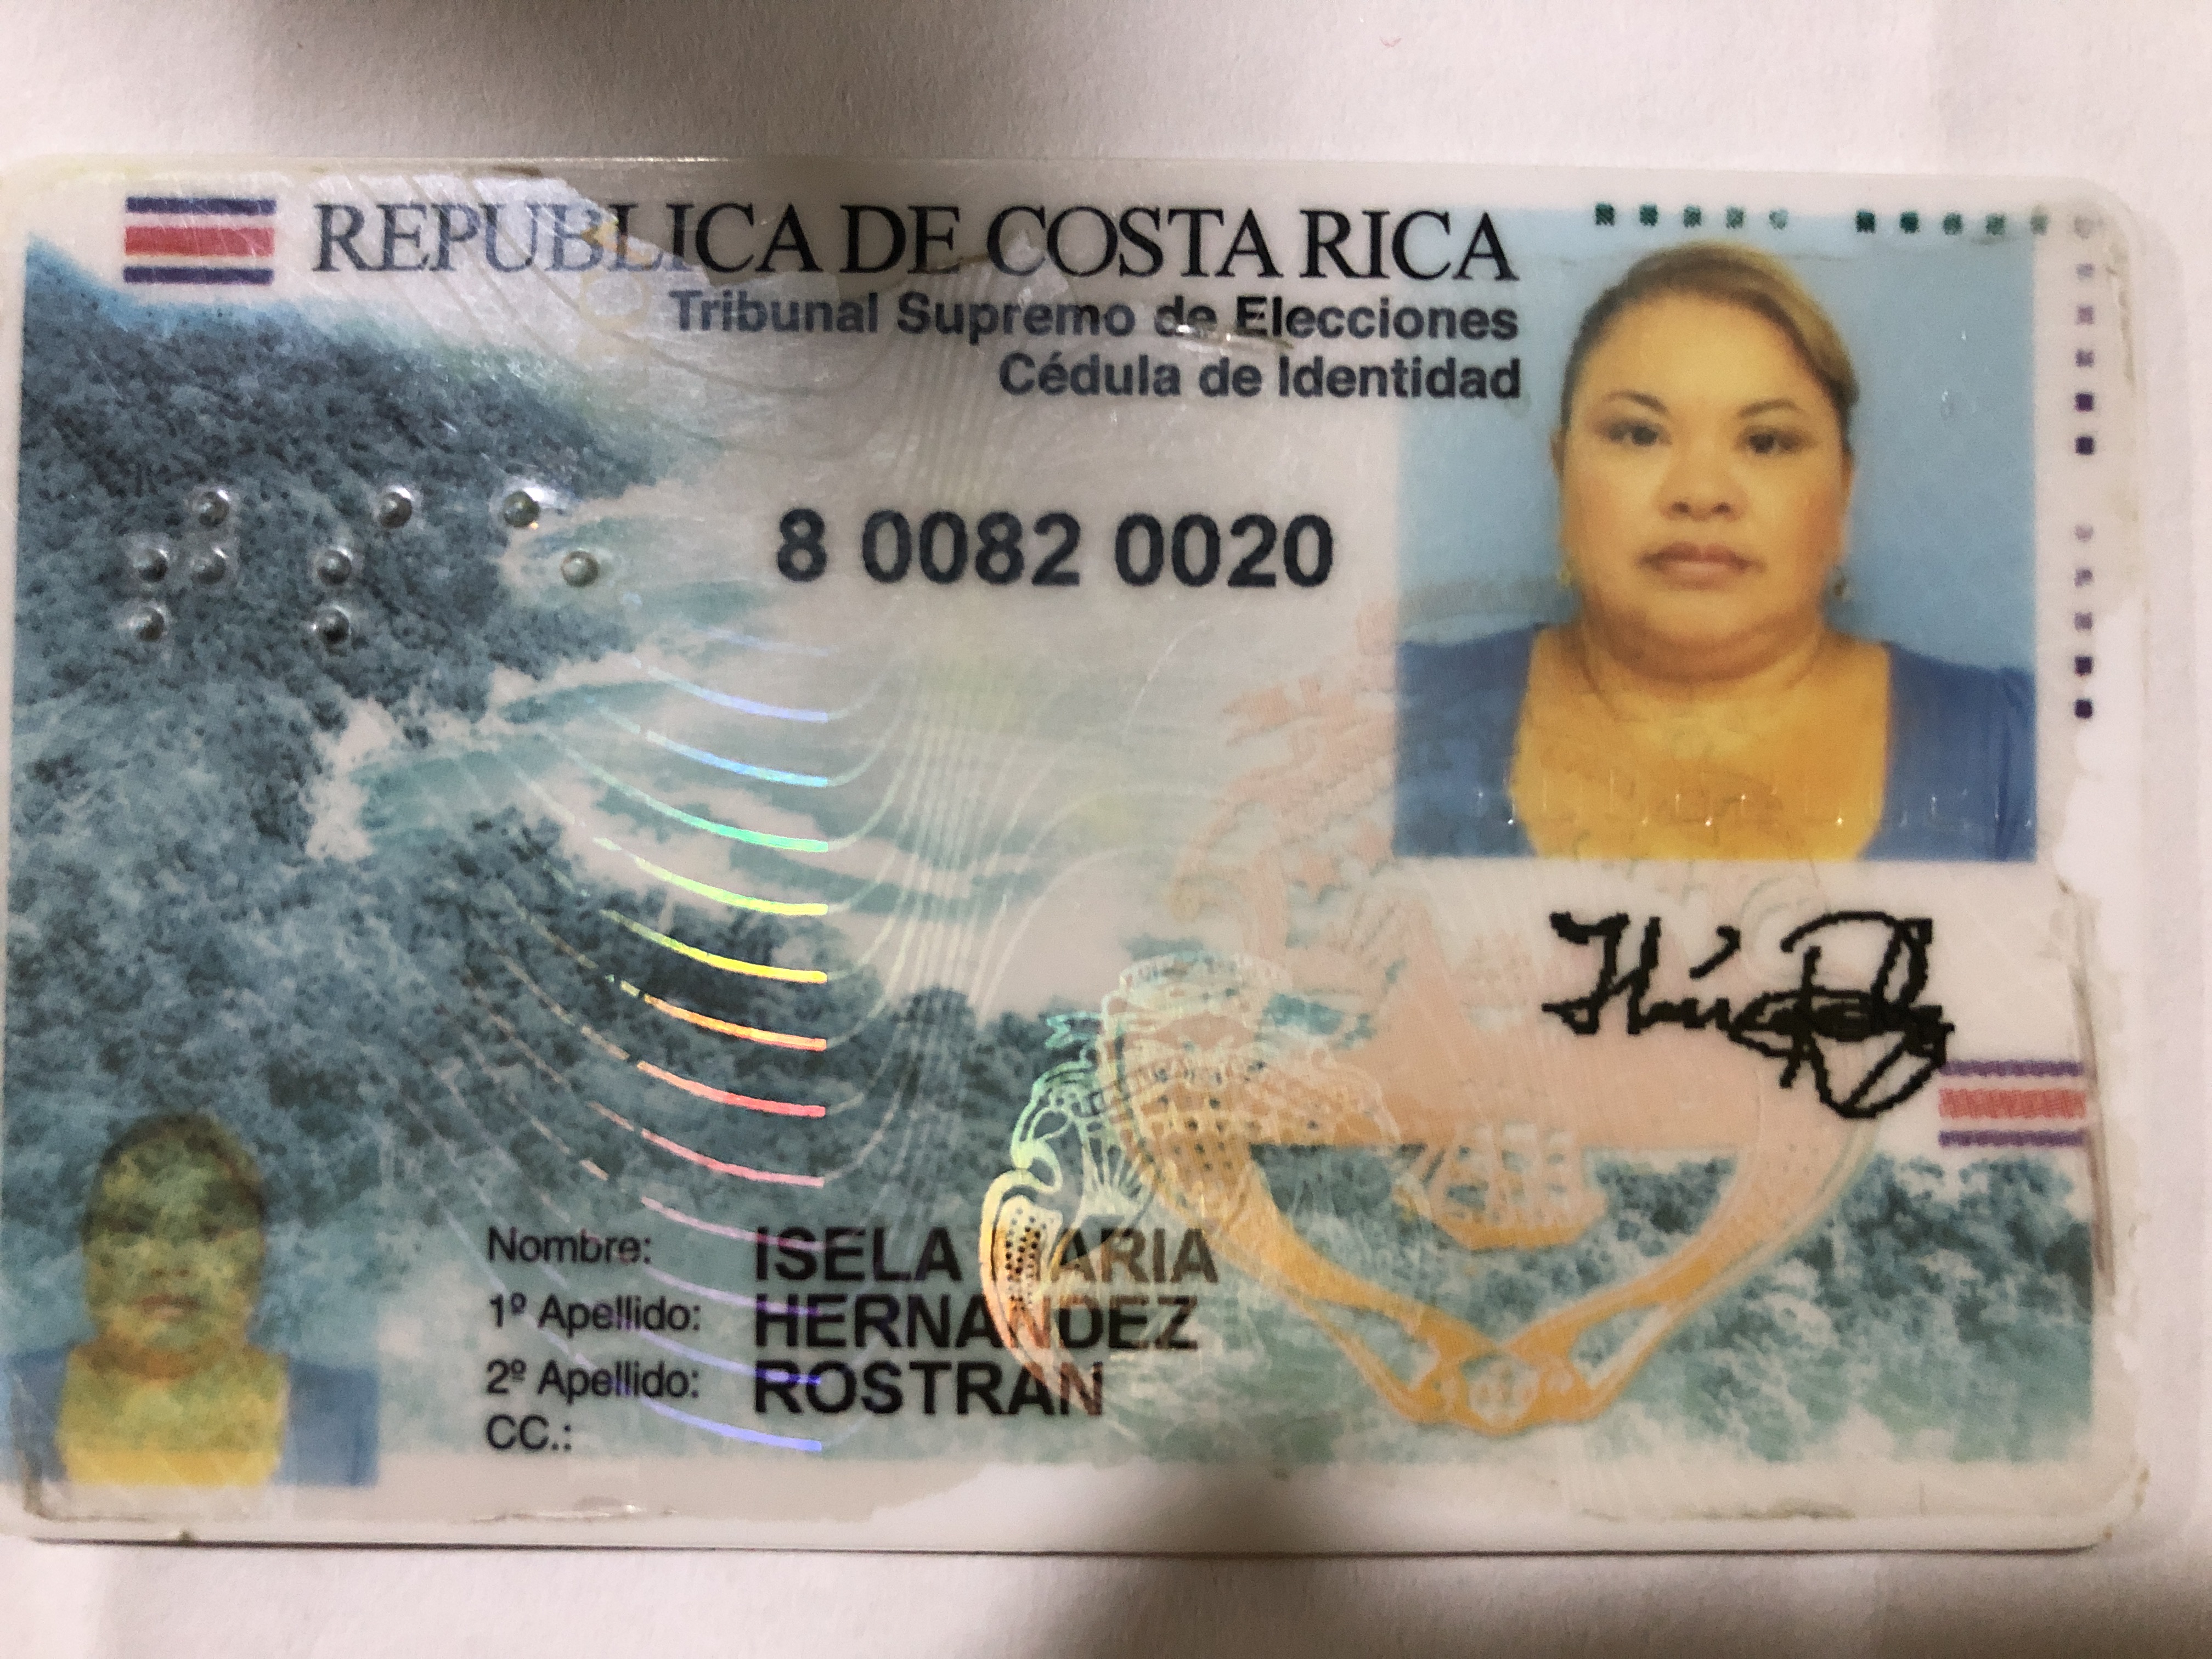 REPUBLICA DE COSTA RICA
Tribunal Supremo de Elecciones
Cédula de Identidad
8 0082 0020
Nombre: ISELA MARIA
1º Apellido: HERNANDEZ
2º Apellido: ROSTRAN
CC.: